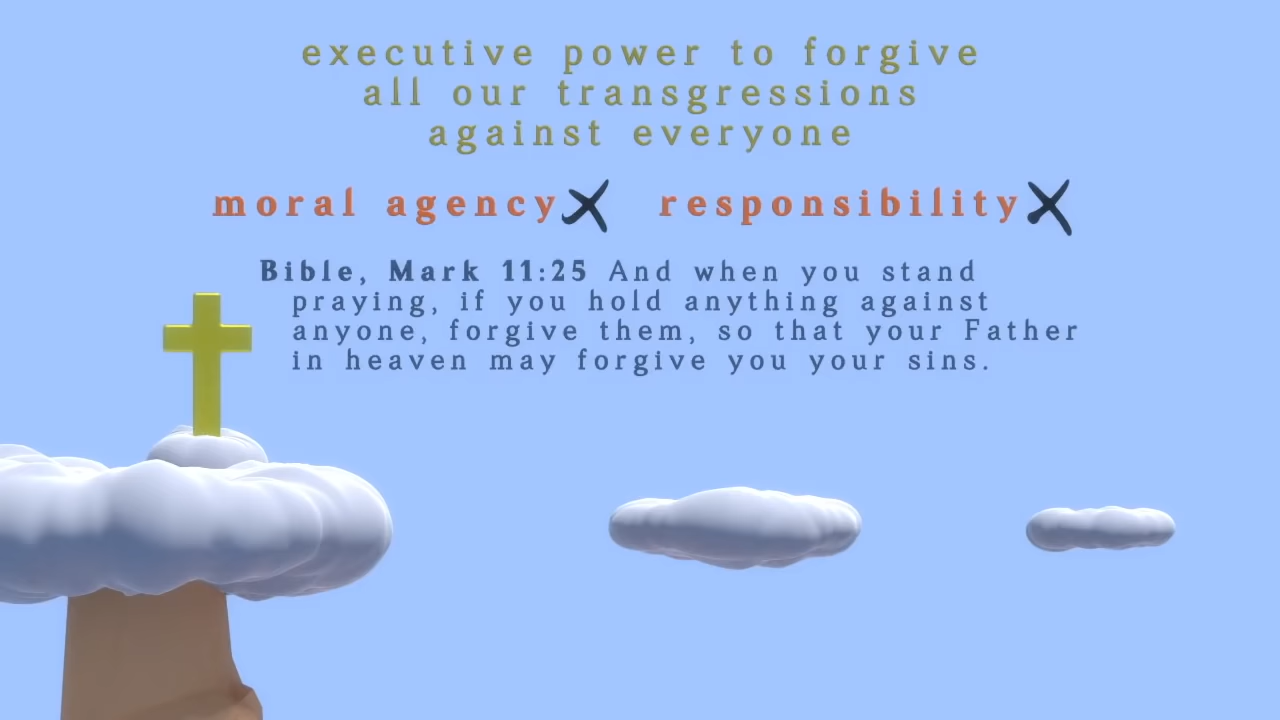 executive power to forgive
all our transgressions
against everyone
moral agency✗ responsibility✗
Bible, Mark 11:25 And when you stand
praying, if you hold anything against
anyone, forgive them, so that your Father
in heaven may forgive you your sins.